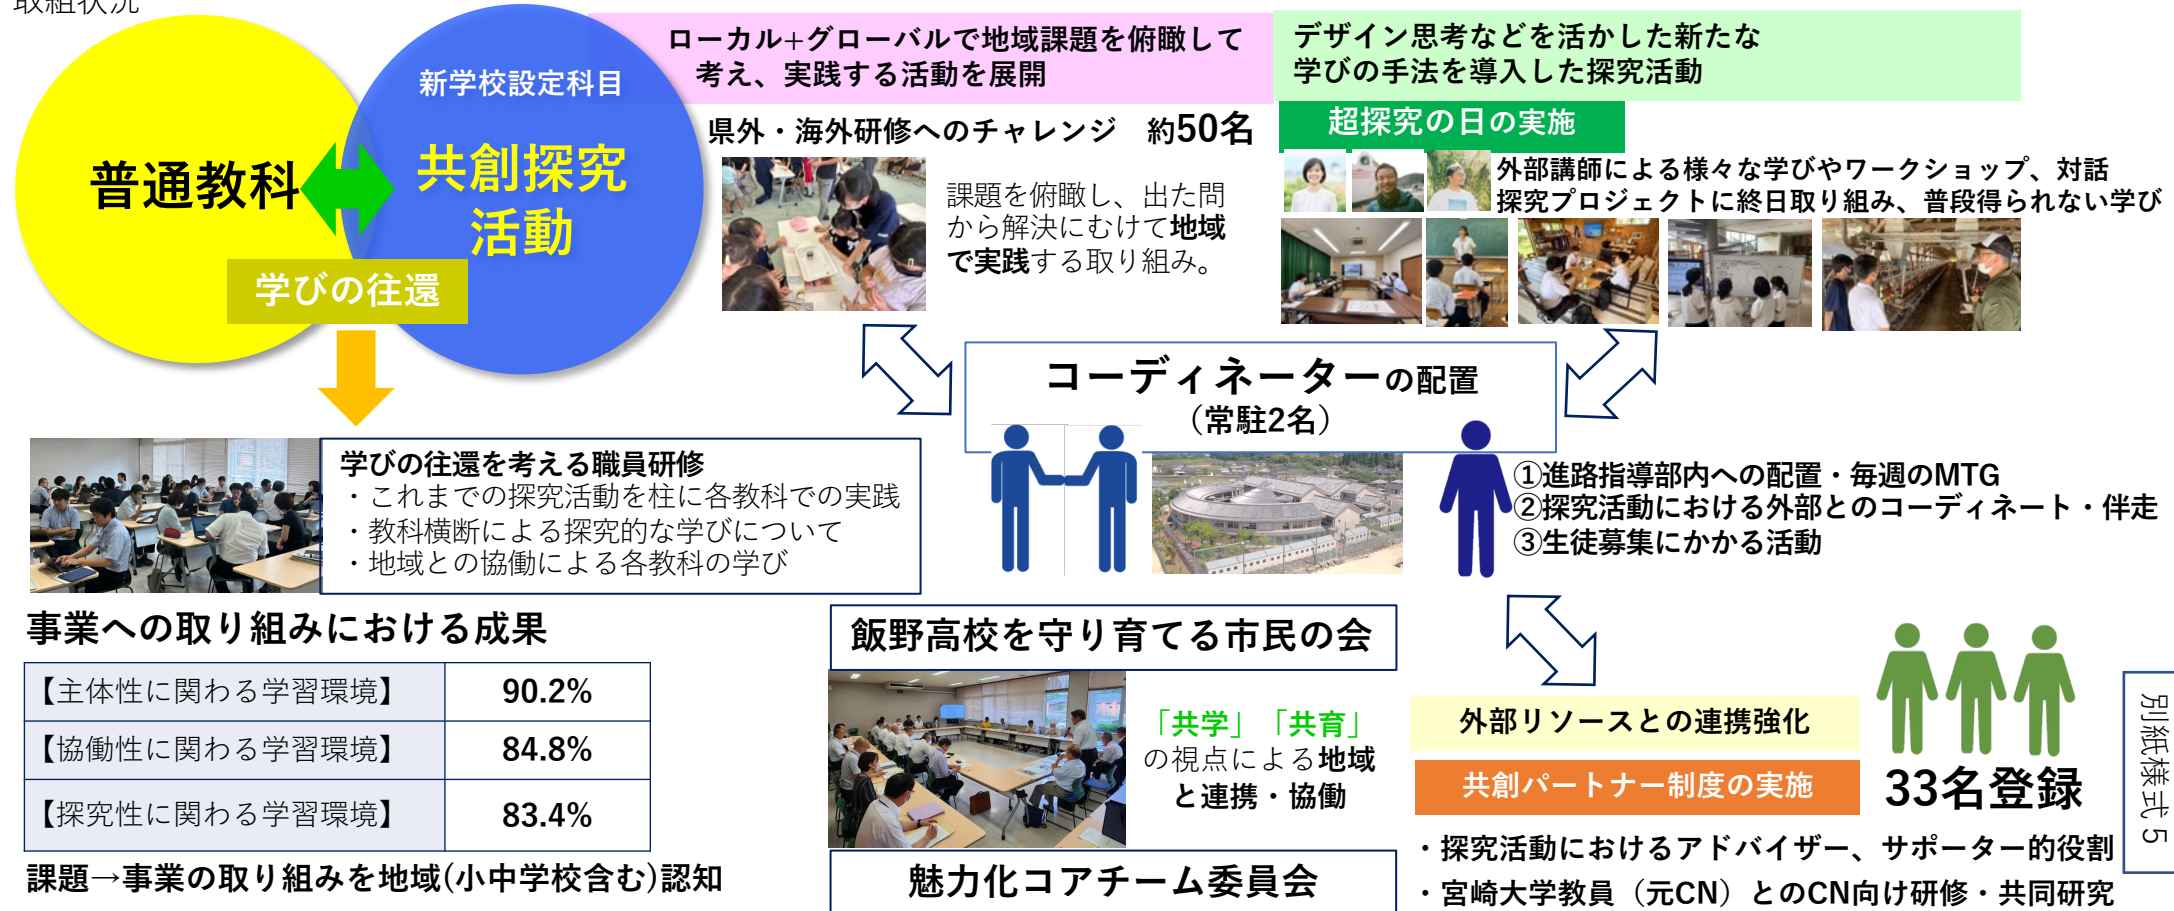 取組状況
新学校設定科目
普通教科
共創探究
活動
学びの往還
ローカル+グローバルで地域課題を俯瞰して
考え、実践する活動を展開
県外・海外研修へのチャレンジ 約50名
課題を俯瞰し、出た問
から解決にむけて地域
で実践する取り組み。
デザイン思考などを活かした新たな
学びの手法を導入した探究活動
超探究の日の実施
外部講師による様々な学びやワークショップ、対話
探究プロジェクトに終日取り組み、普段得られない学び
コーディネーターの配置
（常駐2名）
①進路指導部内への配置・毎週のMTG
②探究活動における外部とのコーディネート・伴走
③生徒募集にかかる活動
学びの往還を考える職員研修
・これまでの探究活動を柱に各教科での実践
・教科横断による探究的な学びについて
・地域との協働による各教科の学び
事業への取り組みにおける成果
【主体性に関わる学習環境】 90.2%
【協働性に関わる学習環境】 84.8%
【探究性に関わる学習環境】 83.4%
課題→事業の取り組みを地域(小中学校含む)認知
飯野高校を守り育てる市民の会
「共学」「共育」
の視点による地域
と連携・協働
魅力化コアチーム委員会
外部リソースとの連携強化
共創パートナー制度の実施
33名登録
・探究活動におけるアドバイザー、サポーター的役割
・宮崎大学教員（元CN）とのCN向け研修・共同研究
別紙様式５